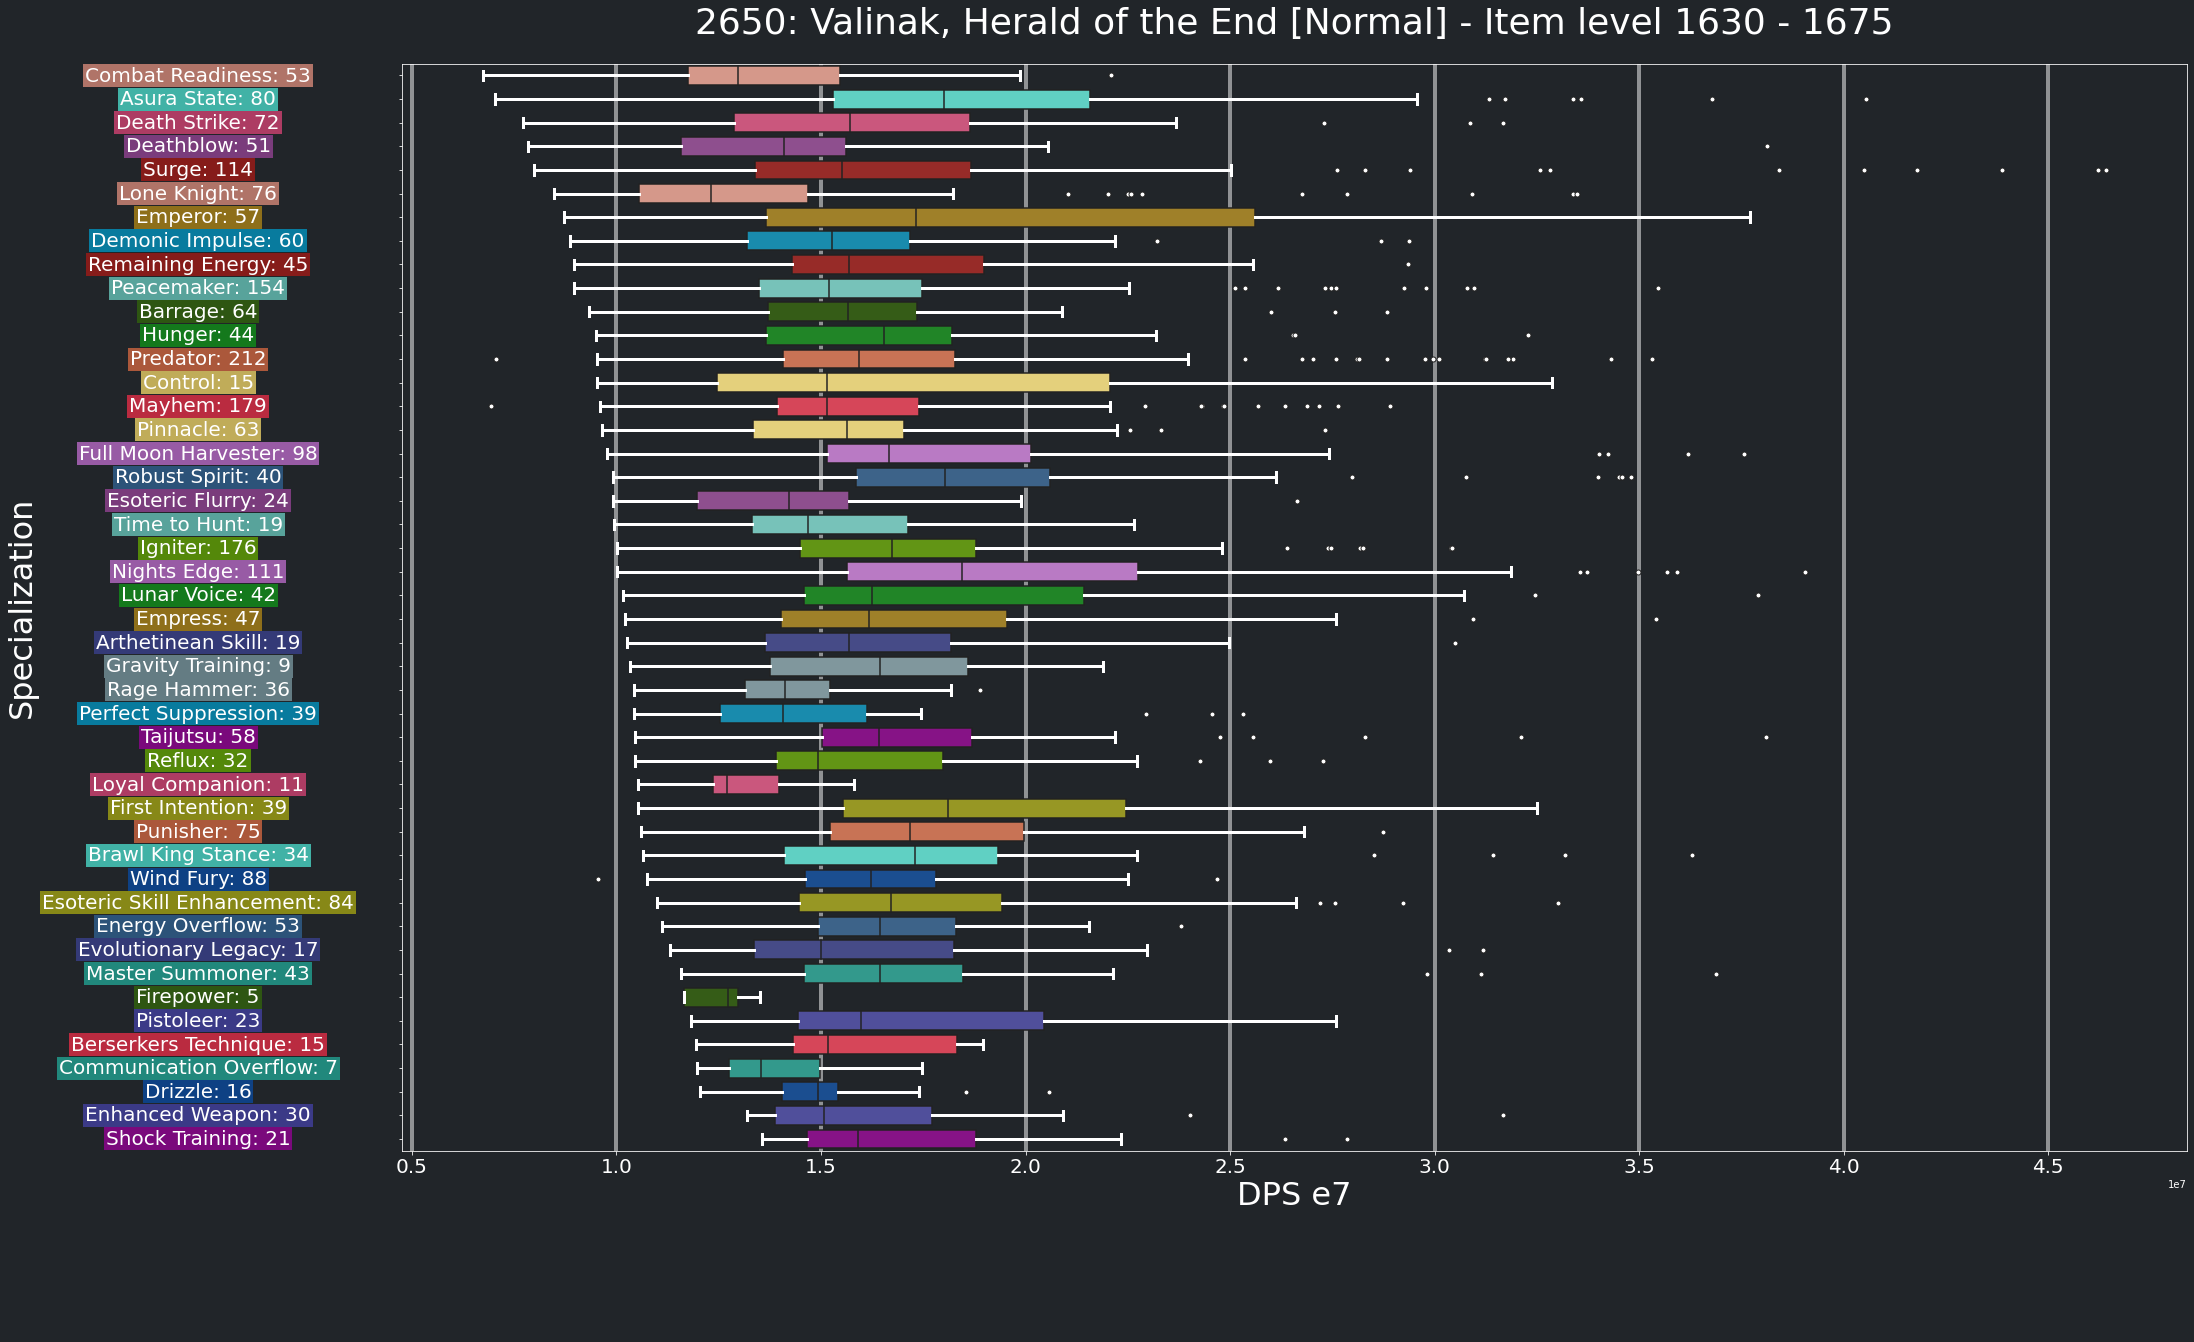 2650: Valinak, Herald of the End [Normal] - Item level 1630 - 1675
Combat Readiness: 53
Asura State: 80
Death Strike: 72
Deathblow: 51
Surge: 114
Lone Knight: 76
Emperor: 57
Demonic Impulse: 60
Remaining Energy: 45
Peacemaker: 154
Barrage: 64
Hunger: 44
Predator: 212
Control: 15
Mayhem: 179
Pinnacle: 63
Full Moon Harvester: 98
Robust Spirit: 40
Esoteric Flurry: 24
Time to Hunt: 19
Igniter: 176
Nights Edge: 111
Lunar Voice: 42
Empress: 47
Arthetinean Skill: 19
Gravity Training: 9
Rage Hammer: 36
Perfect Suppression: 39
Taijutsu: 58
Reflux: 32
Loyal Companion: 11
First Intention: 39
Punisher: 75
Brawl King Stance: 34
Wind Fury: 88
Esoteric Skill Enhancement: 84
Energy Overflow: 53
Evolutionary Legacy: 17
Master Summoner: 43
Firepower: 5
Pistoleer: 23
Berserkers Technique: 15
Communication Overflow: 7
Drizzle: 16
Enhanced Weapon: 30
Shock Training: 21
Specialization
0.5 1.0 1.5 2.0 2.5 3.0 3.5 4.0 4.5
1e7
DPS e7